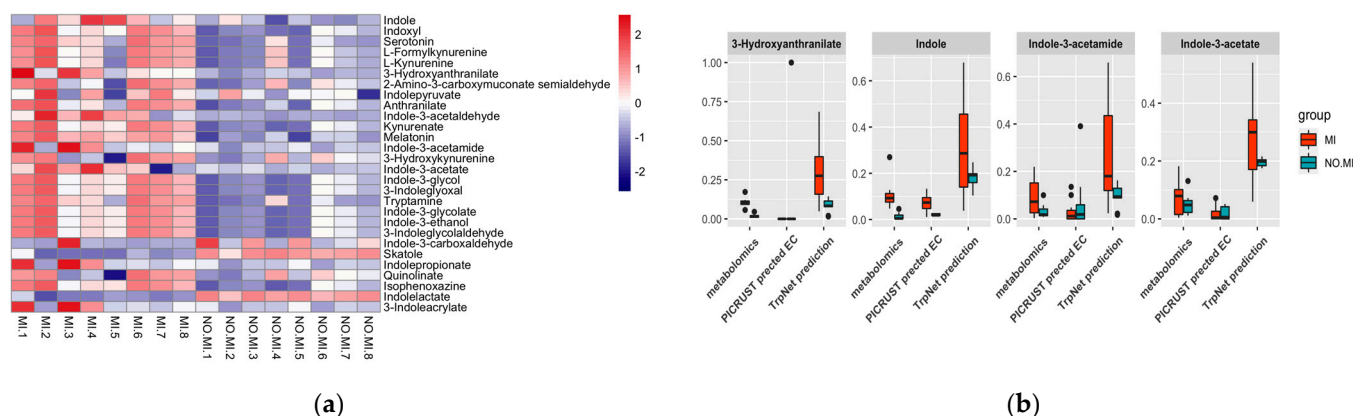 Indole
Indoxyl
Serotonin
L-Formylkynurenine
L-Kynurenine
3-Hydroxyanthranilate
2-Amino-3-carboxymuconate semialdehyde
Indolepyruvate
Anthranilate
Indole-3-acetaldehyde
Kynurenate
Melatonin
Indole-3-acetamide
3-Hydroxykynurenine
Indole-3-acetate
Indole-3-glycol
3-Indoleglyoxal
Tryptamine
Indole-3-glycolate
Indole-3-ethanol
3-Indoleglycolaldehyde
Indole-3-carboxaldehyde
Skatole
Indolepropionate
Quinolinate
Isophenoxazine
Indolelactate
3-Indoleacrylate
MI.1 MI.2 MI.3 MI.4 MI.5 MI.6 MI.7 MI.8 NO.MI.1 NO.MI.2 NO.MI.3 NO.MI.4 NO.MI.5 NO.MI.6 NO.MI.7 NO.MI.8
2
1
0
-1
-2
(a)
3-Hydroxyanthranilate
1.00
0.75
0.50
0.25
0.00
metabolomics
PICRUST prected EC
TrpNet prediction
Indole
0.6
0.4
0.2
0.0
metabolomics
PICRUST prected EC
TrpNet prediction
Indole-3-acetamide
0.6
0.4
0.2
0.0
metabolomics
PICRUST prected EC
TrpNet prediction
Indole-3-acetate
0.4
0.2
0.0
metabolomics
PICRUST prected EC
TrpNet prediction
group
MI
NO.MI
(b)